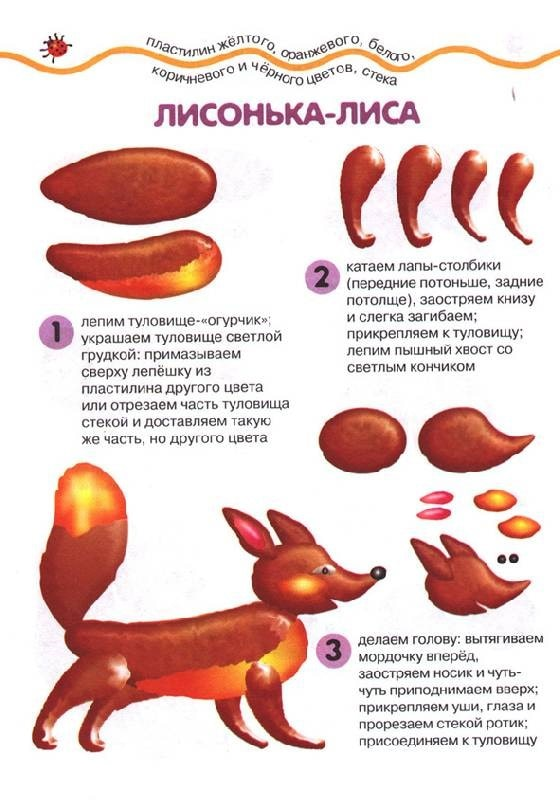 пластилин жёлтого, оранжевого, белого,
коричневого и чёрного цветов, стека
ЛИСОНЬКА-ЛИСА
1
лепим туловище-«огурчик»;
украшаем туловище светлой
грудкой: примазываем
сверху лепёшку из
пластилина другого цвета
или отрезаем часть туловища
стекой и доставляем такую
же часть, но другого цвета
2
катаем лапы-столбики
(передние потоньше, задние
потолще), заостряем книзу
и слегка загибаем;
прикрепляем к туловищу;
лепим пышный хвост со
светлым кончиком
3
делаем голову: вытягиваем
мордочку вперёд,
заостряем носик и чуть-
чуть приподнимаем вверх;
прикрепляем уши, глаза и
прорезаем стекой ротик;
присоединяем к туловищу